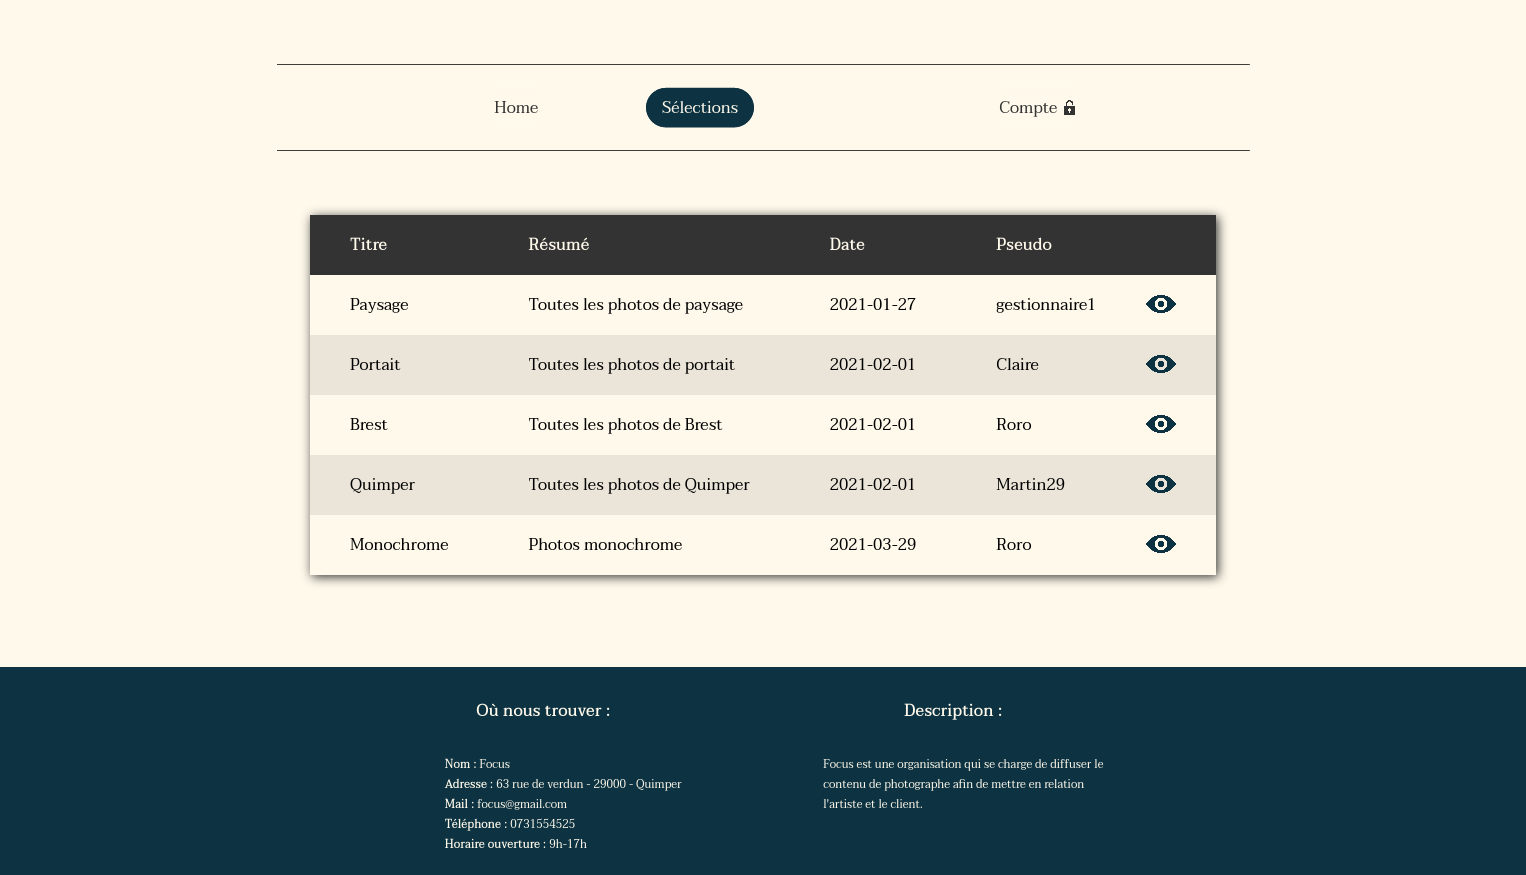 Home Sélections Compte
Titre Résumé Date Pseudo
Paysage Toutes les photos de paysage 2021-01-27 gestionnaire1
Portait Toutes les photos de portait 2021-02-01 Claire
Brest Toutes les photos de Brest 2021-02-01 Roro
Quimper Toutes les photos de Quimper 2021-02-01 Martin29
Monochrome Photos monochrome 2021-03-29 Roro
Où nous trouver :
Nom : Focus
Adresse : 63 rue de verdun - 29000 - Quimper
Mail : focus@gmail.com
Téléphone : 0731554525
Horaire ouverture : 9h-17h
Description :
Focus est une organisation qui se charge de diffuser le
contenu de photographe afin de mettre en relation
l'artiste et le client.